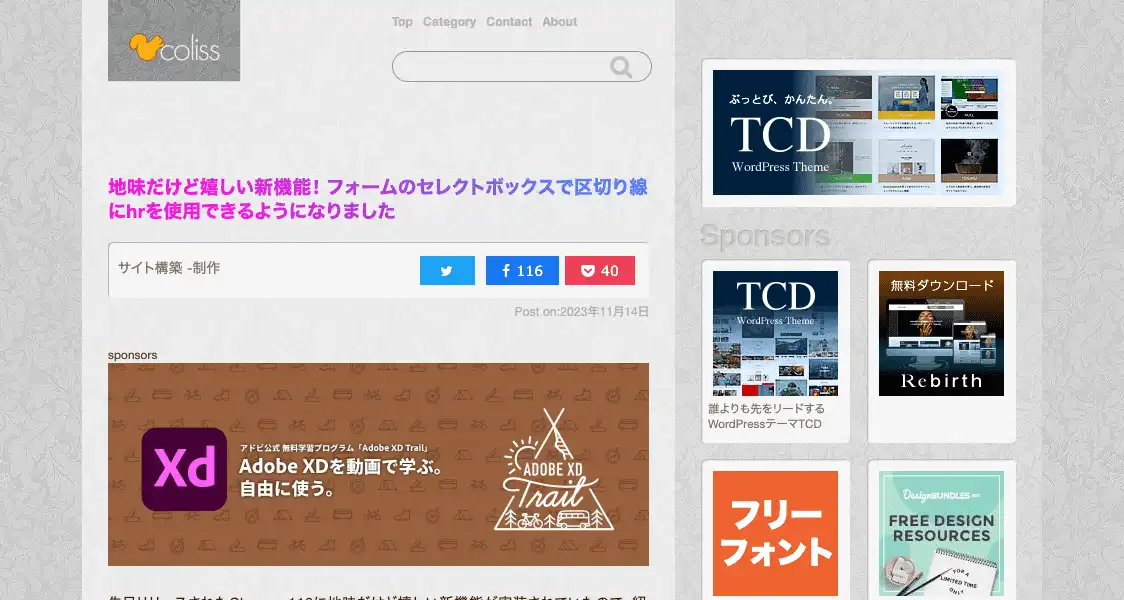 coliss
Top Category Contact About
地味だけど嬉しい新機能！フォームのセレクトボックスで区切り線
にhrを使用できるようになりました
サイト構築 -制作
116
40
Post on:2023年11月14日
sponsors
Xd
アドビ公式 無料学習プログラム「Adobe XD Trail」
Adobe XDを動画で学ぶ。
自由に使う。
ADOBE XD
Trail
ぶっとび、かんたん。
TCD
WordPress Theme
Sponsors
TCD
WordPress Theme
誰よりも先をリードする
WordPressテーマTCD
無料ダウンロード
Rebirth
フリー
フォント
DesignBUNDLES.net
FREE DESIGN
RESOURCES
FOR A
LIMITED TIME
ONLY